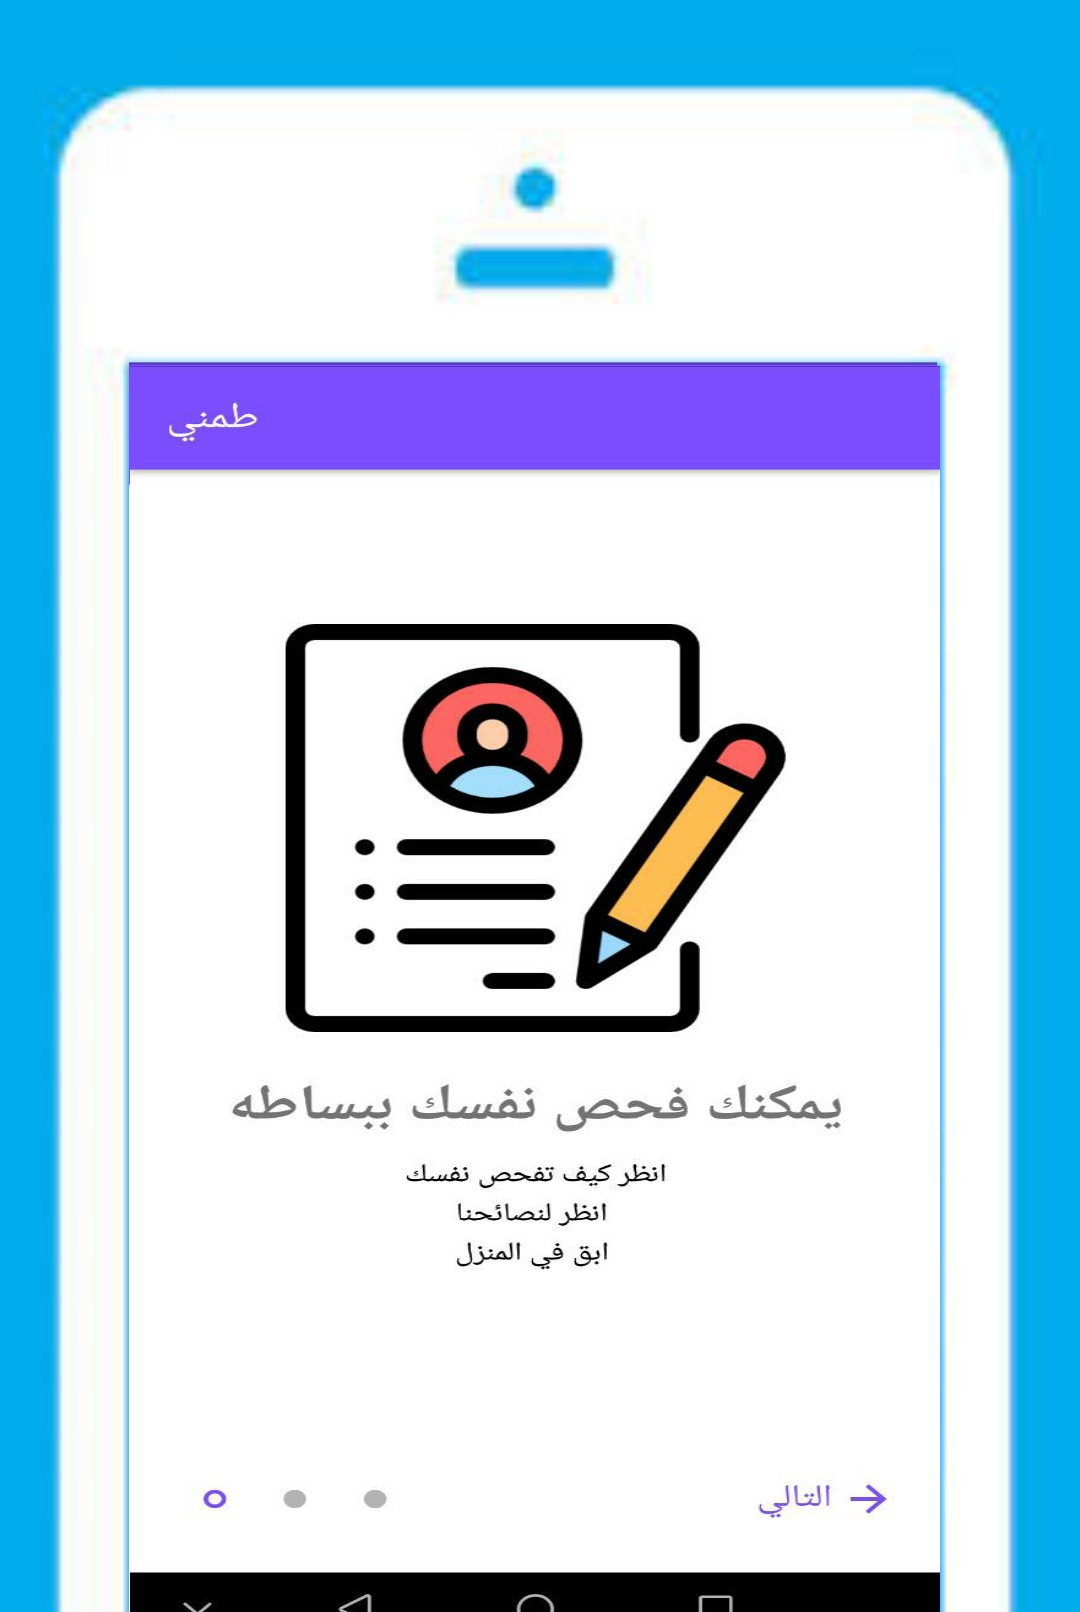 طمني
يمكنك فحص نفسك ببساطه
انظر كيف تفحص نفسك
انظر لنصائحنا
ابق في المنزل
التالي